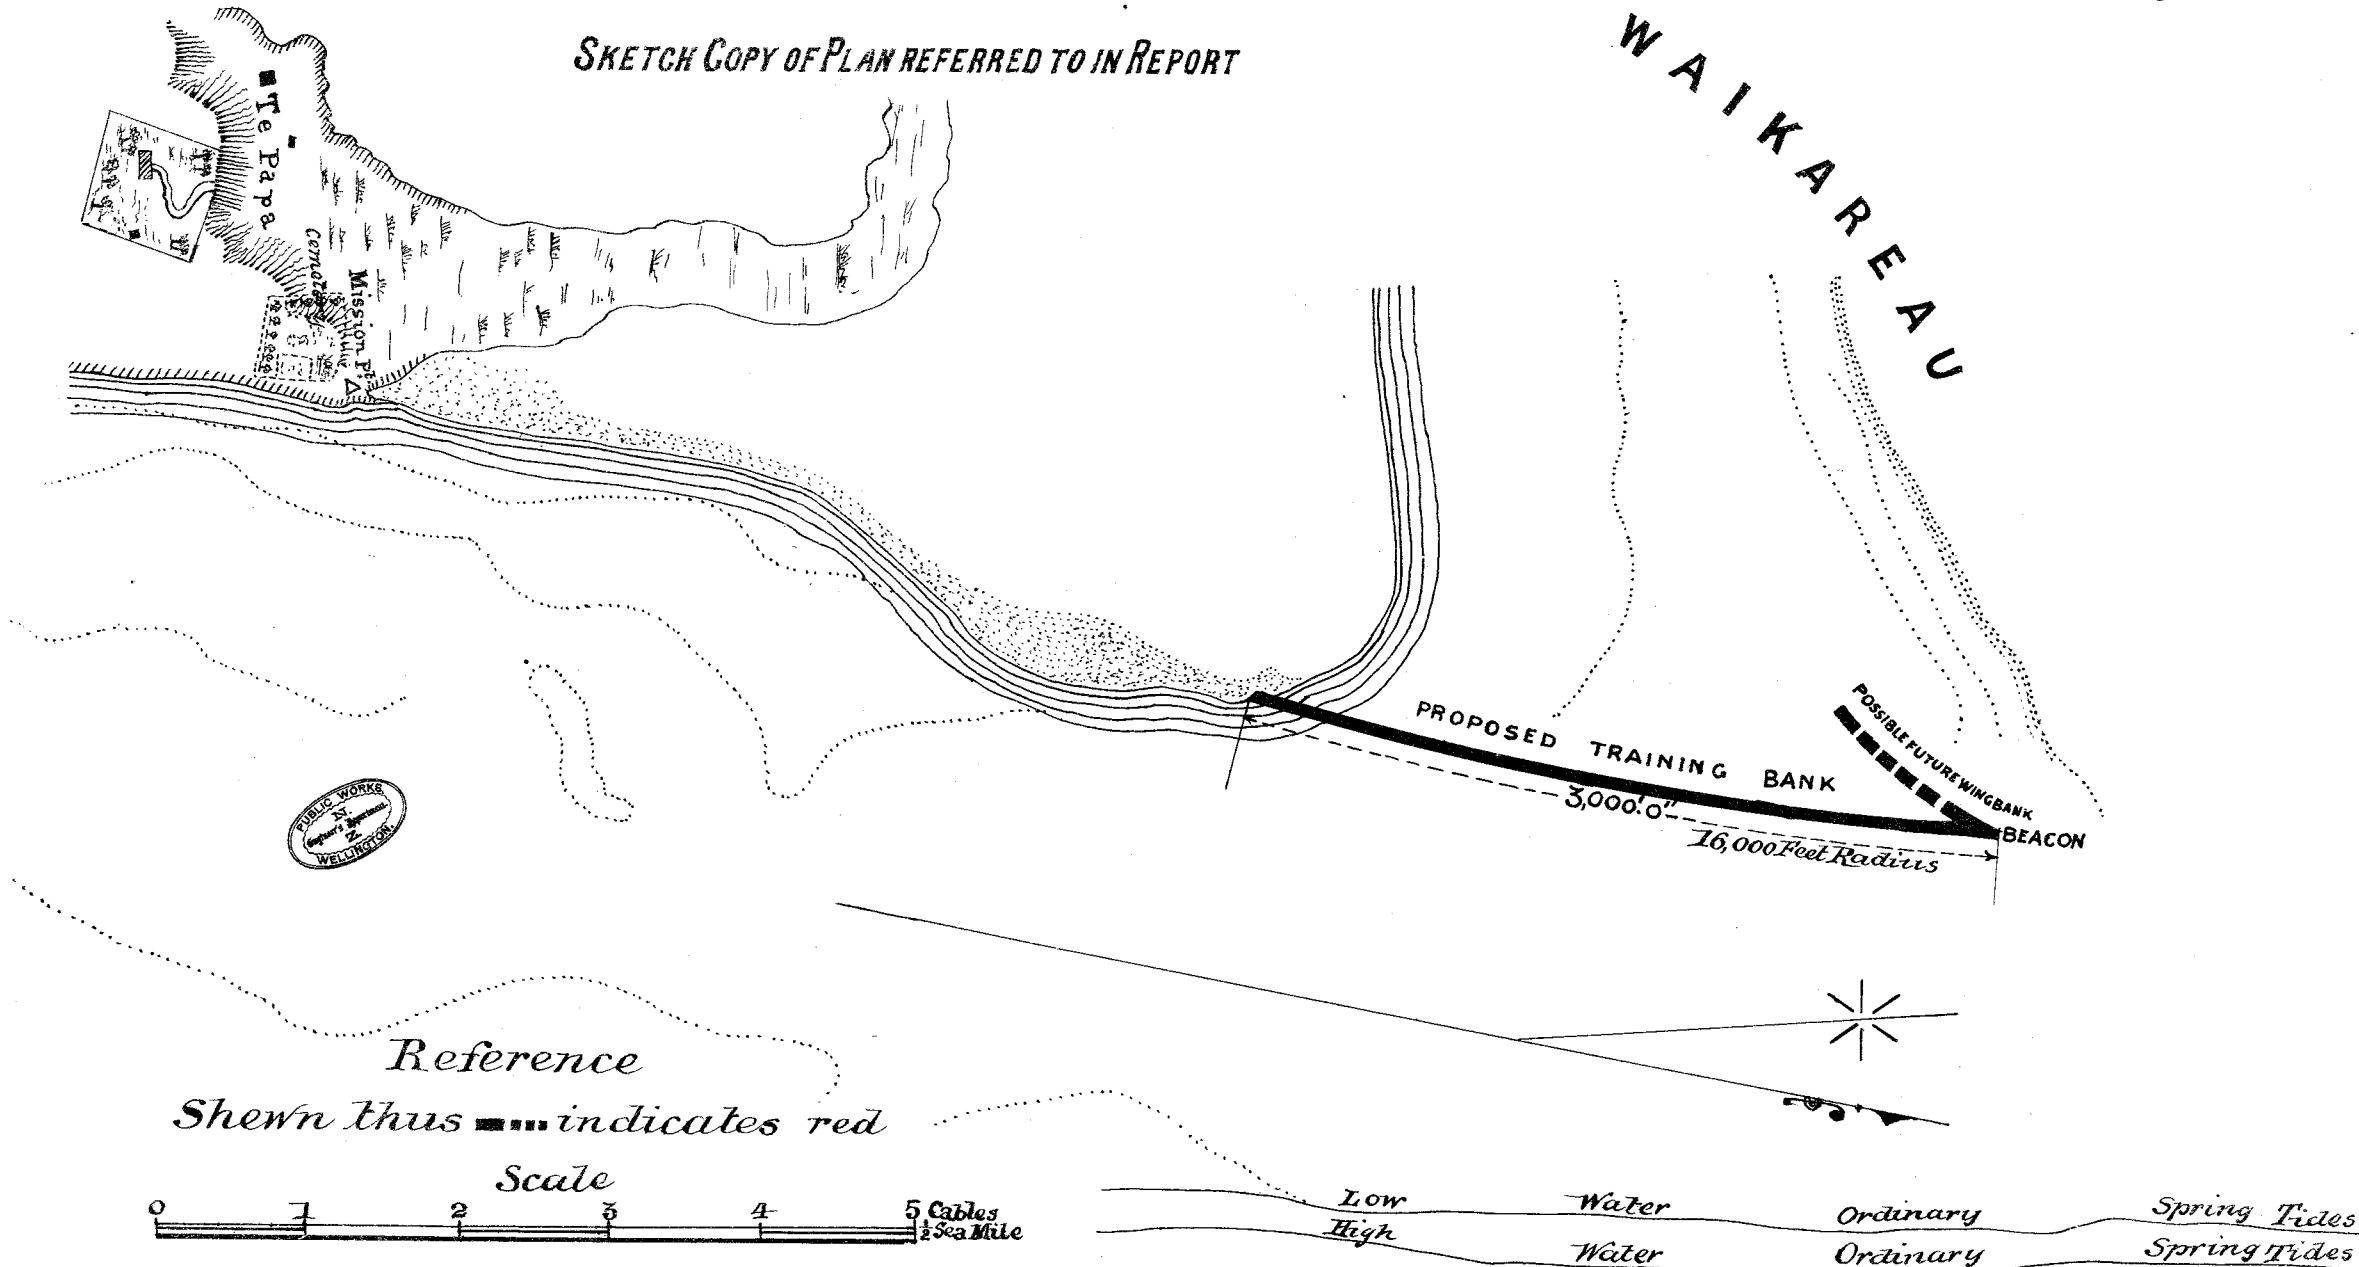 SKETCH COPY OF PLAN REFERRED TO IN REPORT
WAIKAREAU
Te Papa
Cemetery
Mission Pt.
PROPOSED TRAINING BANK
3,000'.0"
16,000 Feet Radius
POSSIBLE FUTURE WING BANK
BEACON
PUBLIC WORKS
N.
Z.
WELLINGTON.
Reference
Shewn thus indicates red
Scale
0 1 2 3 4 5 Cables
½ Sea Mile
Low Water Ordinary Spring Tides
High Water Ordinary Spring Tides